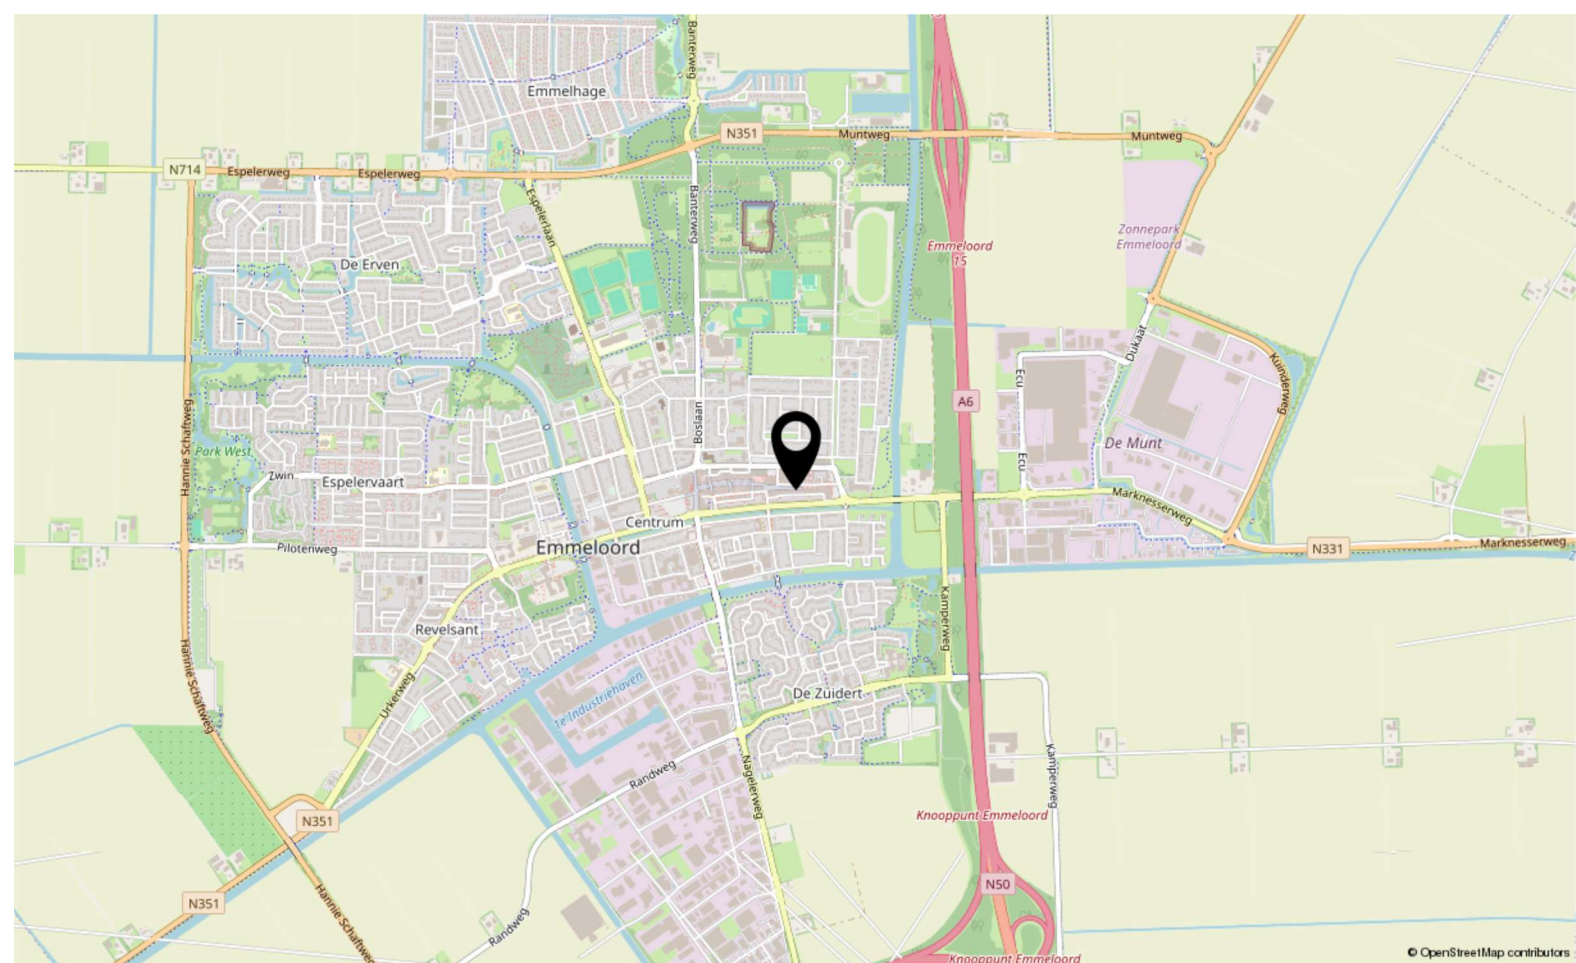 Banterweg
Emmelhage
N351
Muntweg
Muntweg
N714
Espelerweg
Espelerweg
Espelerlaan
Banterweg
Emmeloord
15
Zonnepark
Emmeloord
De Erven
Dukaat
Kuinderweg
Ecu
A6
Hannie Schaftweg
Boslaan
De Munt
Park West
Zwin
Espelervaart
Ecu
Marknesserweg
Centrum
Emmeloord
Pilotenweg
N331
Marknesserweg
Kamperweg
Revelsant
Hannie Schaftweg
Urkerweg
1e Industriehaven
De Zuidert
Randweg
Nagelerweg
Kamperweg
Knooppunt Emmeloord
N351
N50
N351
Hannie Schaftweg
Randweg
Knooppunt Emmeloord
© OpenStreetMap contributors